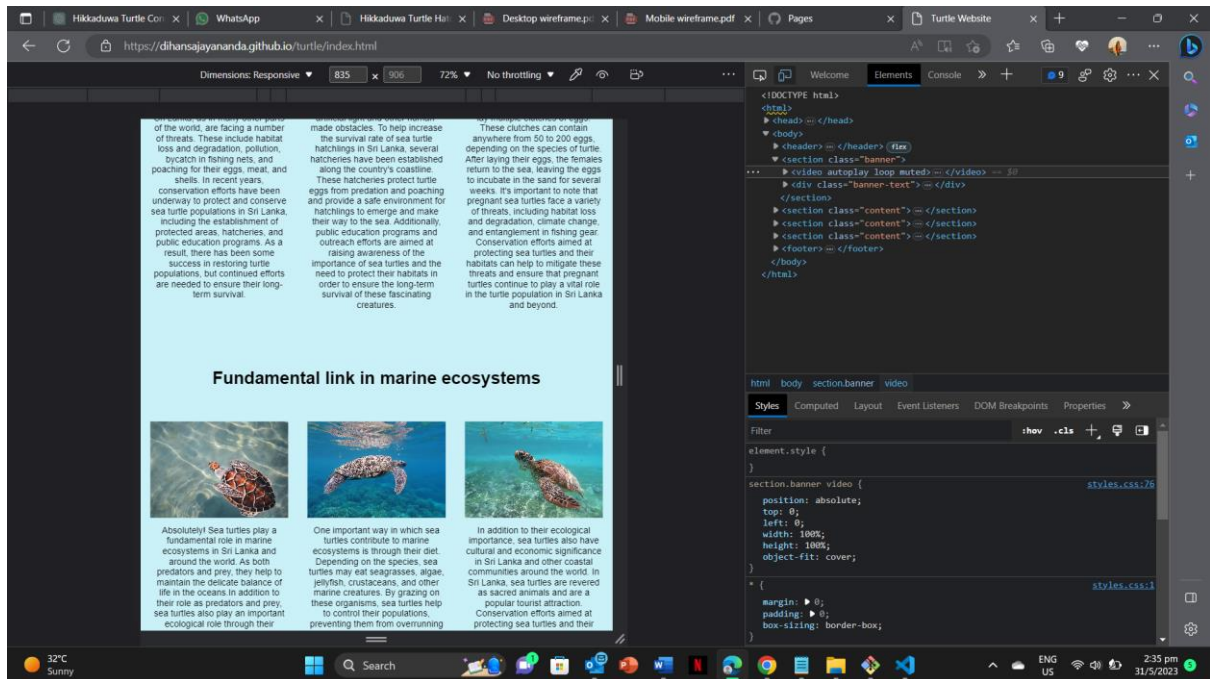 Hikkaduwa Turtle Con
WhatsApp
Hikkaduwa Turtle Hat
Desktop wireframe.pd
Mobile wireframe.pdf
Pages
Turtle Website
https://dihansajayananda.github.io/turtle/index.html
Dimensions: Responsive ▼ 835 x 906 72% ▼ No throttling ▼
Welcome Elements Console » + 9
of the world, are facing a number
of threats. These include habitat
loss and degradation, pollution,
bycatch in fishing nets, and
poaching for their eggs, meat, and
shells. In recent years,
conservation efforts have been
underway to protect and conserve
sea turtle populations in Sri Lanka,
including the establishment of
protected areas, hatcheries, and
public education programs. As a
result, there has been some
success in restoring turtle
populations, but continued efforts
are needed to ensure their long-
term survival.
made obstacles. To help increase
the survival rate of sea turtle
hatchlings in Sri Lanka, several
hatcheries have been established
along the country's coastline.
These hatcheries protect turtle
eggs from predation and poaching
and provide a safe environment for
hatchlings to emerge and make
their way to the sea. Additionally,
public education programs and
outreach efforts are aimed at
raising awareness of the
importance of sea turtles and the
need to protect their habitats in
order to ensure the long-term
survival of these fascinating
creatures.
These clutches can contain
anywhere from 50 to 200 eggs,
depending on the species of turtle.
After laying their eggs, the females
return to the sea, leaving the eggs
to incubate in the sand for several
weeks. It's important to note that
pregnant sea turtles face a variety
of threats, including habitat loss
and degradation, climate change,
and entanglement in fishing gear.
Conservation efforts aimed at
protecting sea turtles and their
habitats can help to mitigate these
threats and ensure that pregnant
turtles continue to play a vital role
in the turtle population in Sri Lanka
and beyond.
Fundamental link in marine ecosystems
Absolutely! Sea turtles play a
fundamental role in marine
ecosystems in Sri Lanka and
around the world. As both
predators and prey, they help to
maintain the delicate balance of
life in the oceans.In addition to
their role as predators and prey,
sea turtles also play an important
ecological role through their
One important way in which sea
turtles contribute to marine
ecosystems is through their diet.
Depending on the species, sea
turtles may eat seagrasses, algae,
jellyfish, crustaceans, and other
marine creatures. By grazing on
these organisms, sea turtles help
to control their populations,
preventing them from overrunning
In addition to their ecological
importance, sea turtles also have
cultural and economic significance
in Sri Lanka and other coastal
communities around the world. In
Sri Lanka, sea turtles are revered
as sacred animals and are a
popular tourist attraction.
Conservation efforts aimed at
protecting sea turtles and their
<!DOCTYPE html>
<html>
<head> ⋯ </head>
<body>
<header> ⋯ </header> flex
<section class="banner">
⋯ <video autoplay loop muted> ⋯ </video> == $0
<div class="banner-text"> ⋯ </div>
</section>
<section class="content"> ⋯ </section>
<section class="content"> ⋯ </section>
<section class="content"> ⋯ </section>
<footer> ⋯ </footer>
</body>
</html>
html body section.banner video
Styles Computed Layout Event Listeners DOM Breakpoints Properties »
Filter :hov .cls +
element.style {
}
section.banner video { styles.css:76
position: absolute;
top: 0;
left: 0;
width: 100%;
height: 100%;
object-fit: cover;
}
* { styles.css:1
margin: ▶ 0;
padding: ▶ 0;
box-sizing: border-box;
}
32°C
Sunny
Search
ENG
US
2:35 pm
31/5/2023
5